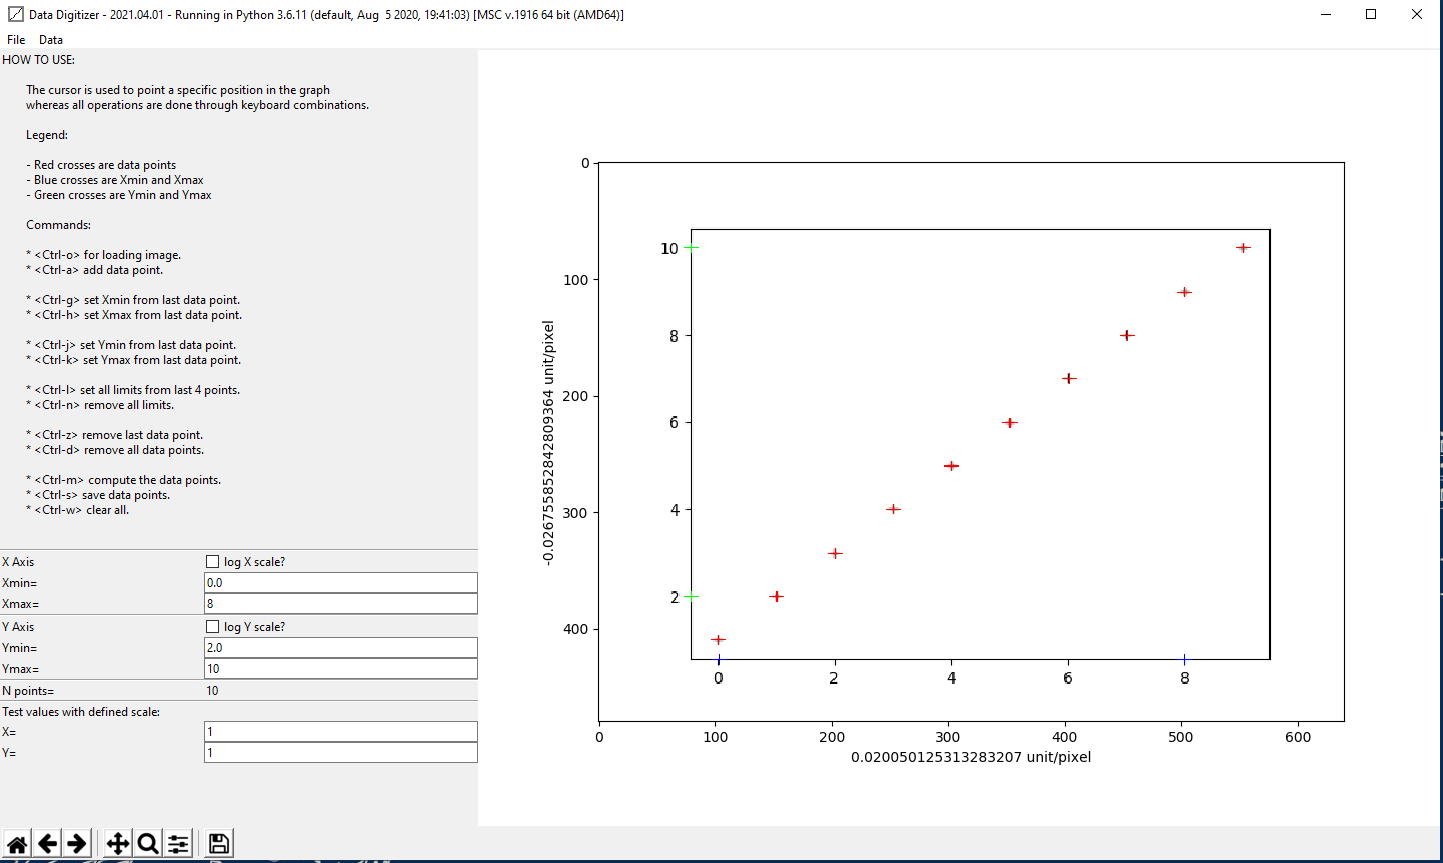 Data Digitizer - 2021.04.01 - Running in Python 3.6.11 (default, Aug  5 2020, 19:41:03) [MSC v.1916 64 bit (AMD64)]
File Data
HOW TO USE:
The cursor is used to point a specific position in the graph
whereas all operations are done through keyboard combinations.
Legend:
- Red crosses are data points
- Blue crosses are Xmin and Xmax
- Green crosses are Ymin and Ymax
Commands:
* <Ctrl-o> for loading image.
* <Ctrl-a> add data point.
* <Ctrl-g> set Xmin from last data point.
* <Ctrl-h> set Xmax from last data point.
* <Ctrl-j> set Ymin from last data point.
* <Ctrl-k> set Ymax from last data point.
* <Ctrl-l> set all limits from last 4 points.
* <Ctrl-n> remove all limits.
* <Ctrl-z> remove last data point.
* <Ctrl-d> remove all data points.
* <Ctrl-m> compute the data points.
* <Ctrl-s> save data points.
* <Ctrl-w> clear all.
X Axis log X scale?
Xmin= 0.0
Xmax= 8
Y Axis log Y scale?
Ymin= 2.0
Ymax= 10
N points= 10
Test values with defined scale:
X= 1
Y= 1
-0.026755852842809364 unit/pixel
0
100
200
300
400
10
8
6
4
2
0 2 4 6 8
0 100 200 300 400 500 600
0.020050125313283207 unit/pixel